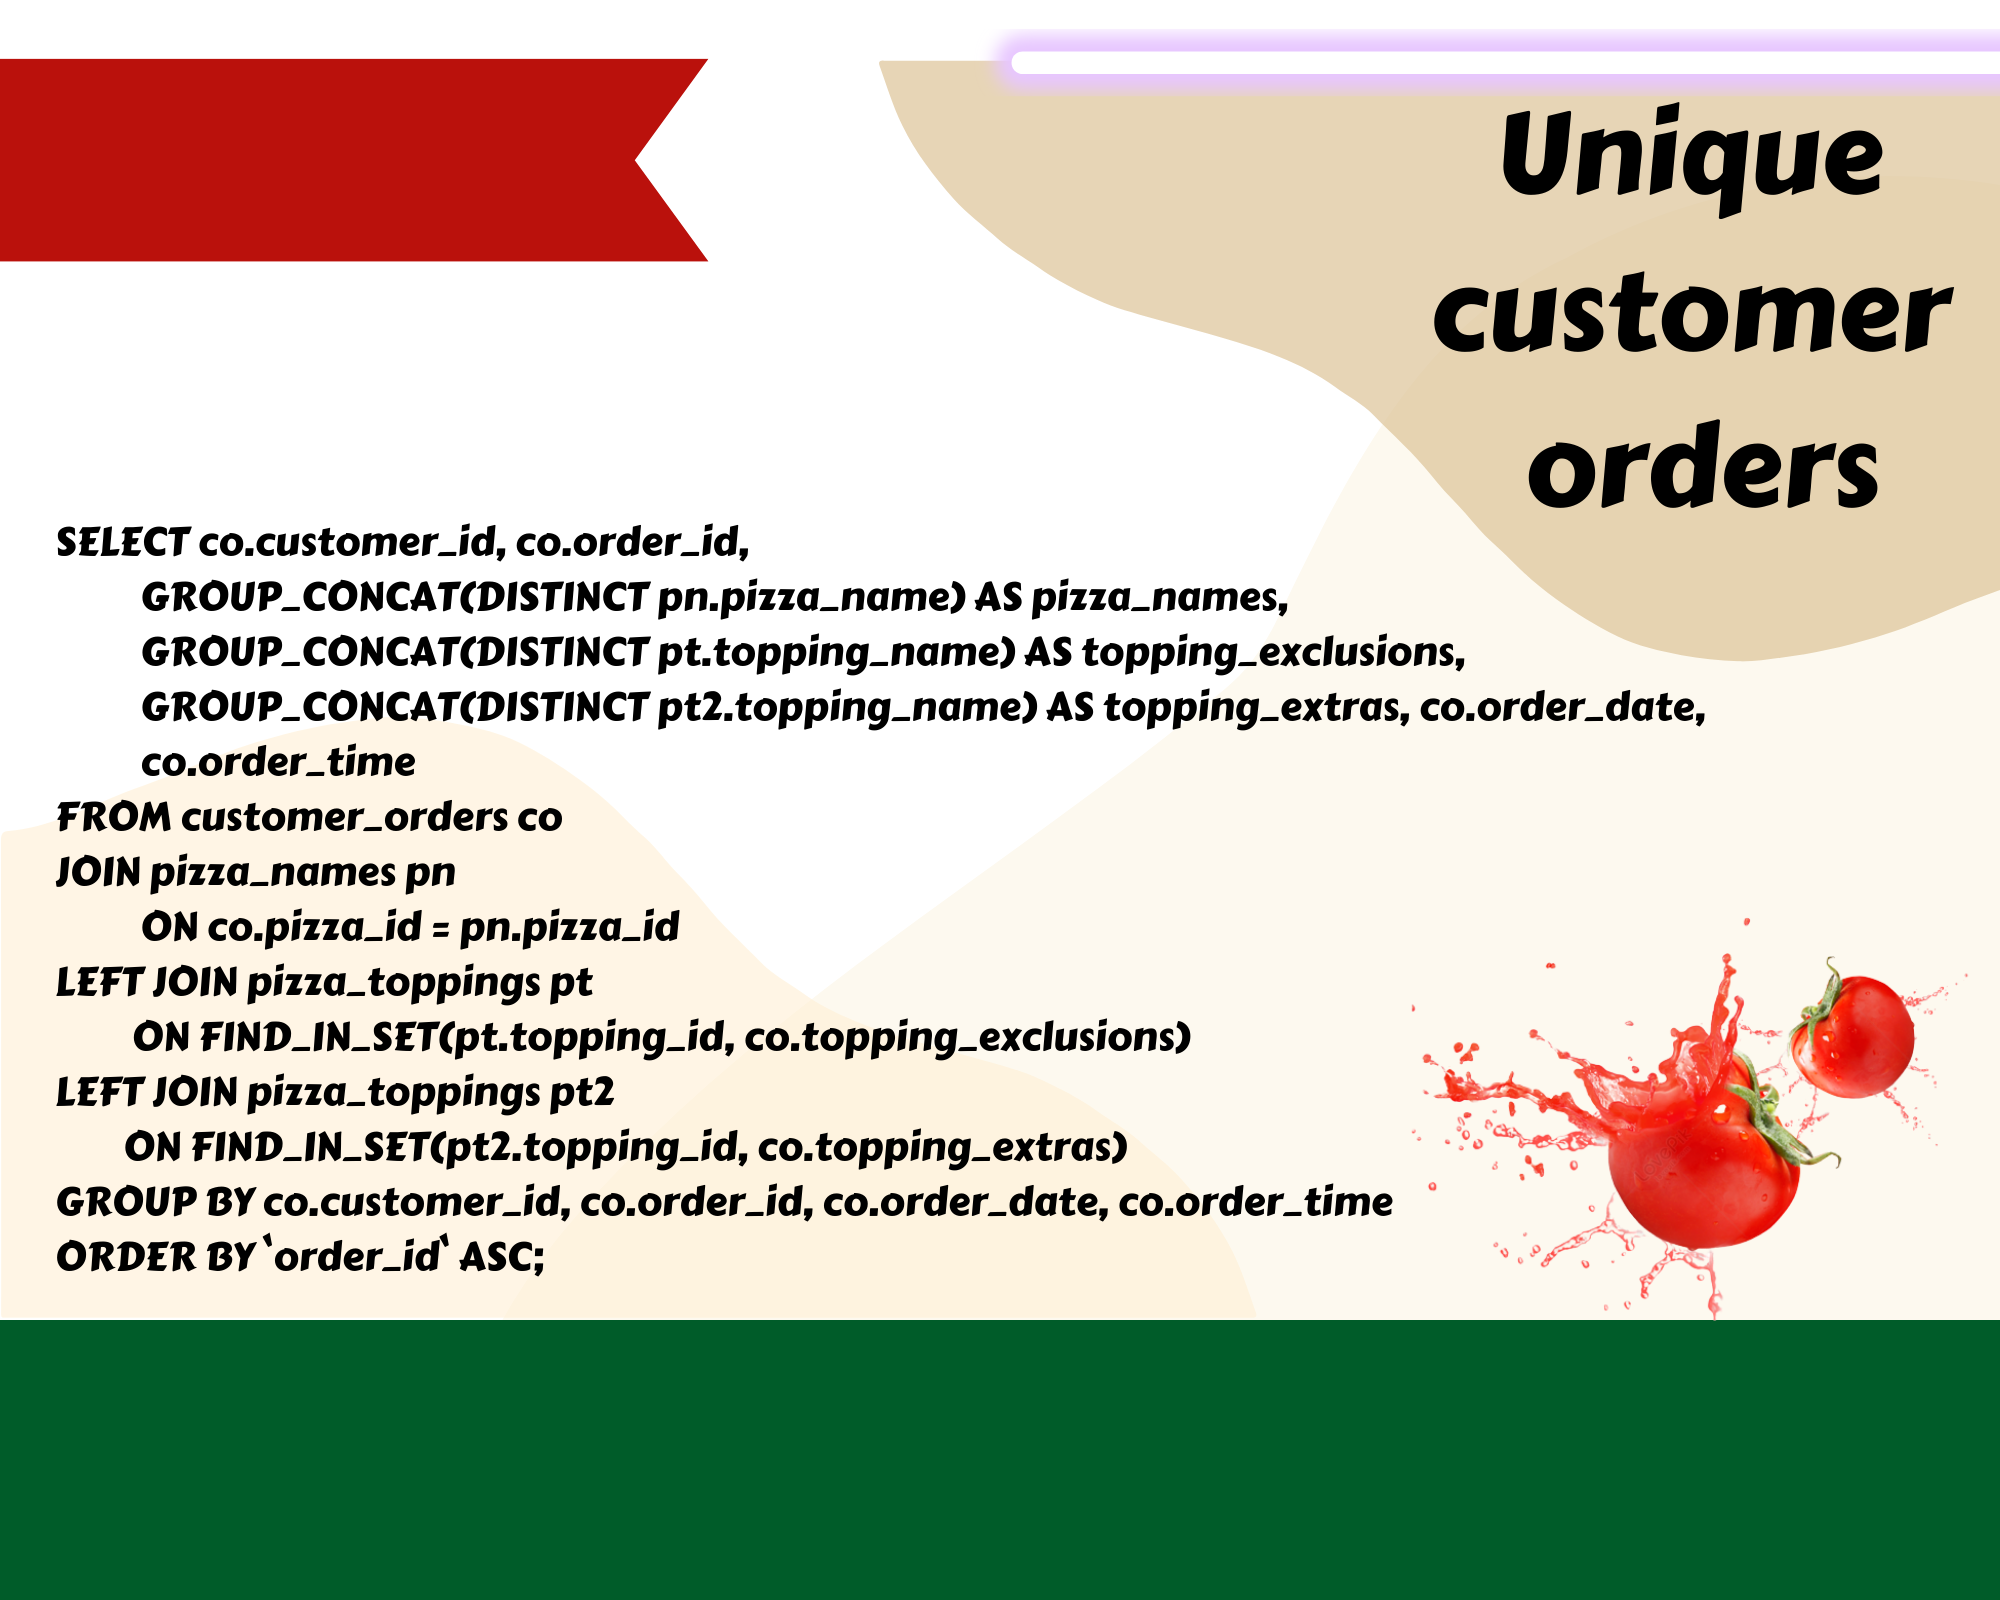 Unique
customer
orders
SELECT co.customer_id, co.order_id,
GROUP_CONCAT(DISTINCT pn.pizza_name) AS pizza_names,
GROUP_CONCAT(DISTINCT pt.topping_name) AS topping_exclusions,
GROUP_CONCAT(DISTINCT pt2.topping_name) AS topping_extras, co.order_date,
co.order_time
FROM customer_orders co
JOIN pizza_names pn
ON co.pizza_id = pn.pizza_id
LEFT JOIN pizza_toppings pt
ON FIND_IN_SET(pt.topping_id, co.topping_exclusions)
LEFT JOIN pizza_toppings pt2
ON FIND_IN_SET(pt2.topping_id, co.topping_extras)
GROUP BY co.customer_id, co.order_id, co.order_date, co.order_time
ORDER BY `order_id` ASC;